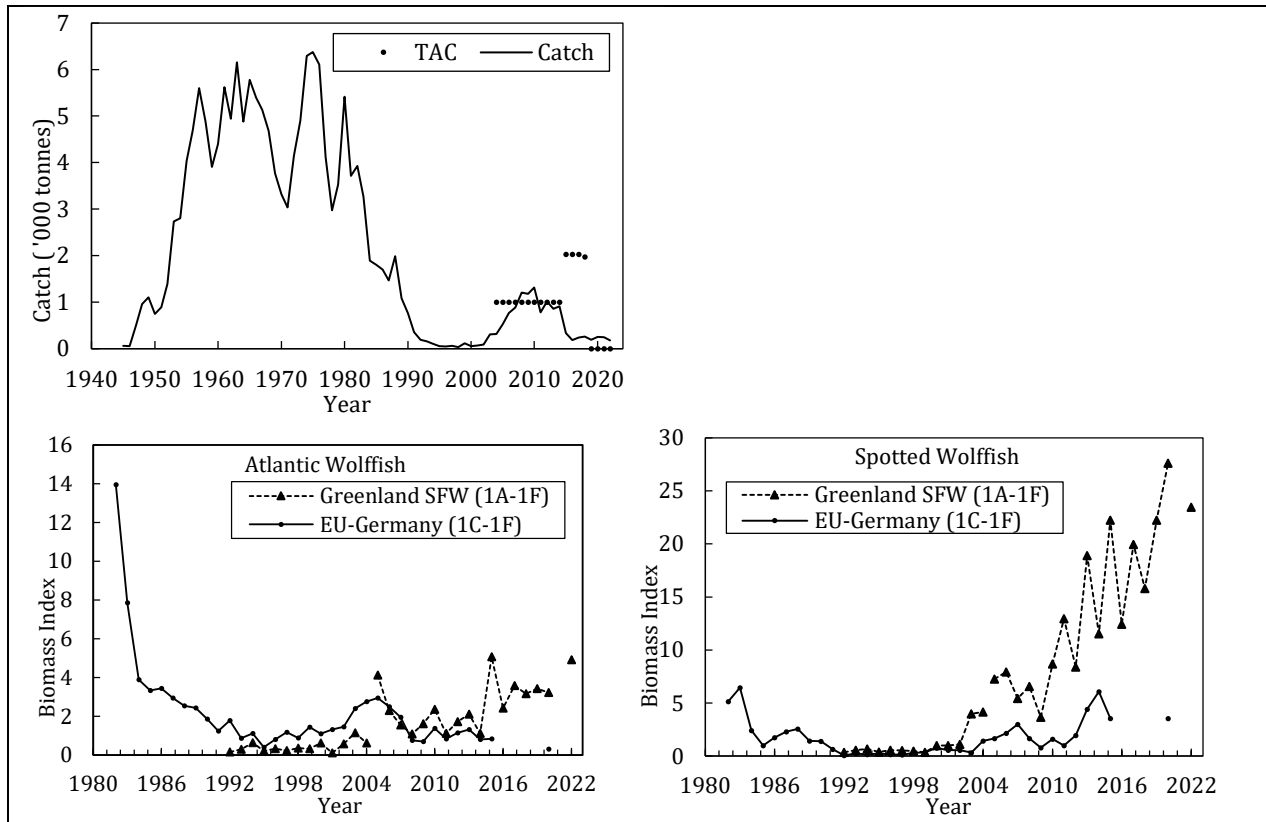 7
6
5
4
3
2
1
0
Catch ( '000 tonnes)
TAC Catch
1940 1950 1960 1970 1980 1990 2000 2010 2020
Year
16
14
12
10
8
6
4
2
0
Biomass Index
Atlantic Wolffish
Greenland SFW (1A-1F)
EU-Germany (1C-1F)
1980 1986 1992 1998 2004 2010 2016 2022
Year
30
25
20
15
10
5
0
Biomass Index
Spotted Wolffish
Greenland SFW (1A-1F)
EU-Germany (1C-1F)
1980 1986 1992 1998 2004 2010 2016 2022
Year